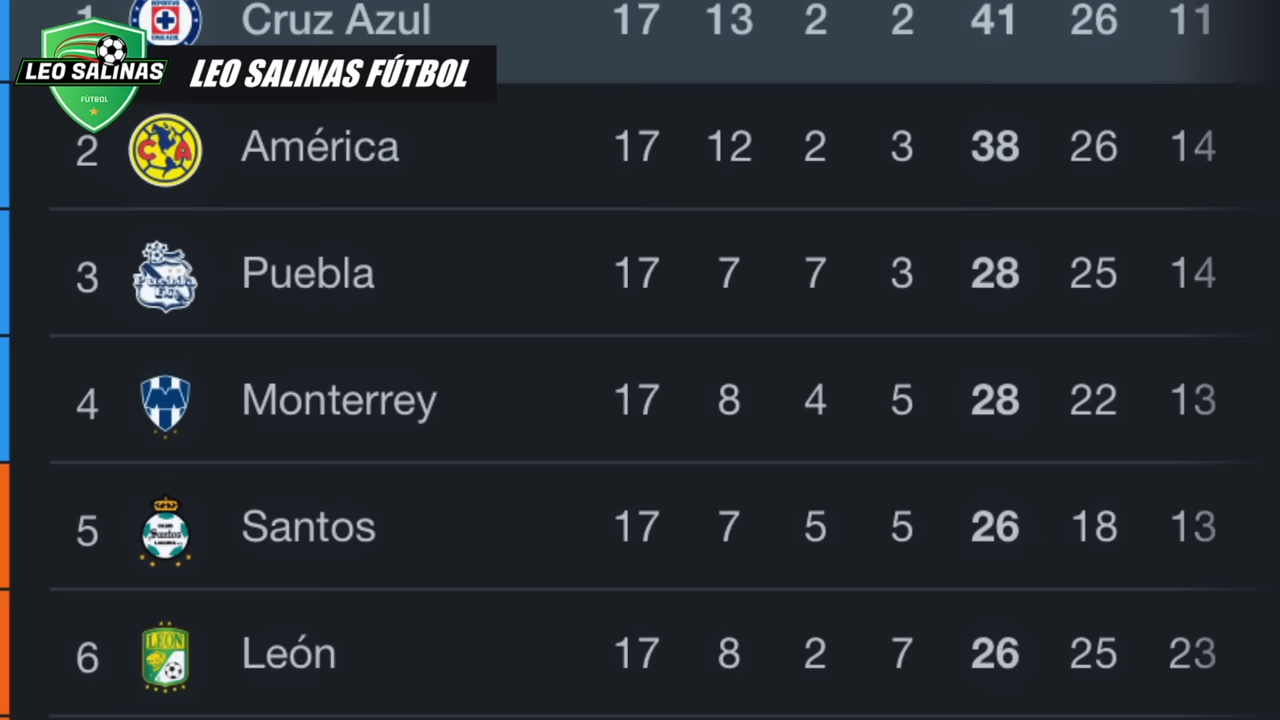 1 Cruz Azul 17 13 2 2 41 26 11
LEO SALINAS
FÚTBOL
LEO SALINAS FÚTBOL
2 América 17 12 2 3 38 26 14
3 Puebla 17 7 7 3 28 25 14
4 Monterrey 17 8 4 5 28 22 13
5 Santos 17 7 5 5 26 18 13
6 León 17 8 2 7 26 25 23